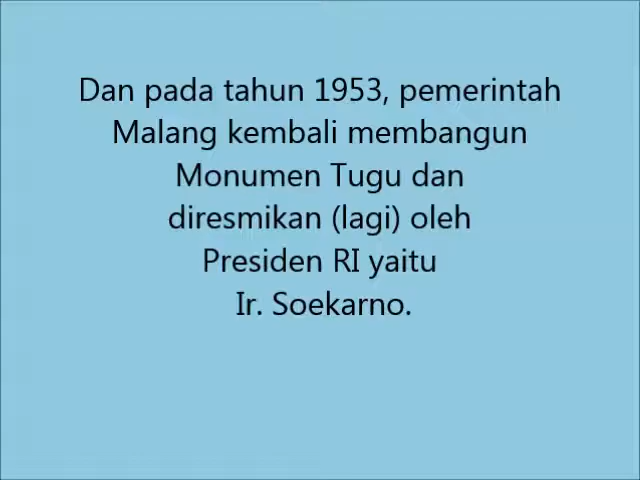 Dan pada tahun 1953, pemerintah
Malang kembali membangun
Monumen Tugu dan
diresmikan (lagi) oleh
Presiden RI yaitu
Ir. Soekarno.